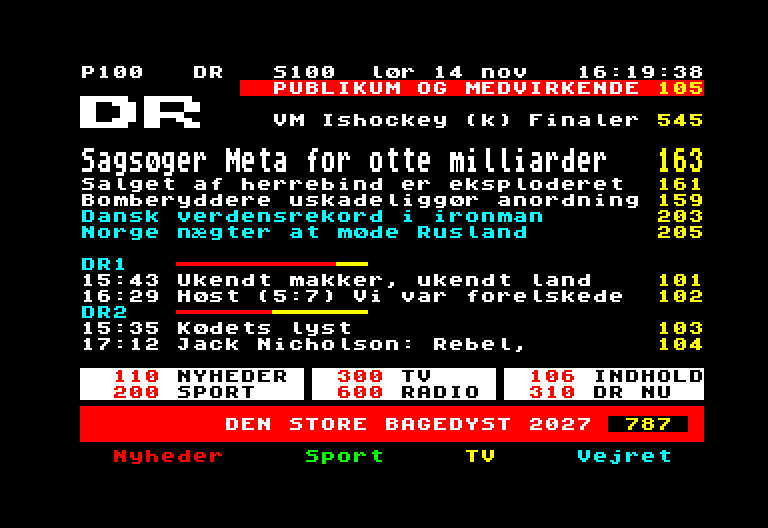 P100 DR S100 lør 14 nov 16:19:38
PUBLIKUM OG MEDVIRKENDE 105
DR
VM Ishockey (k) Finaler 545
Sagsøger Meta for otte milliarder 163
Salget af herrebind er eksploderet 161
Bomberyddere uskadeliggør anordning 159
Dansk verdensrekord i ironman 203
Norge nægter at møde Rusland 205
DR1
15:43 Ukendt makker, ukendt land 101
16:29 Høst (5:7) Vi var forelskede 102
DR2
15:35 Kødets lyst 103
17:12 Jack Nicholson: Rebel, 104
110 NYHEDER 300 TV 106 INDHOLD
200 SPORT 600 RADIO 310 DR NU
DEN STORE BAGEDYST 2027 787
Nyheder Sport TV Vejret